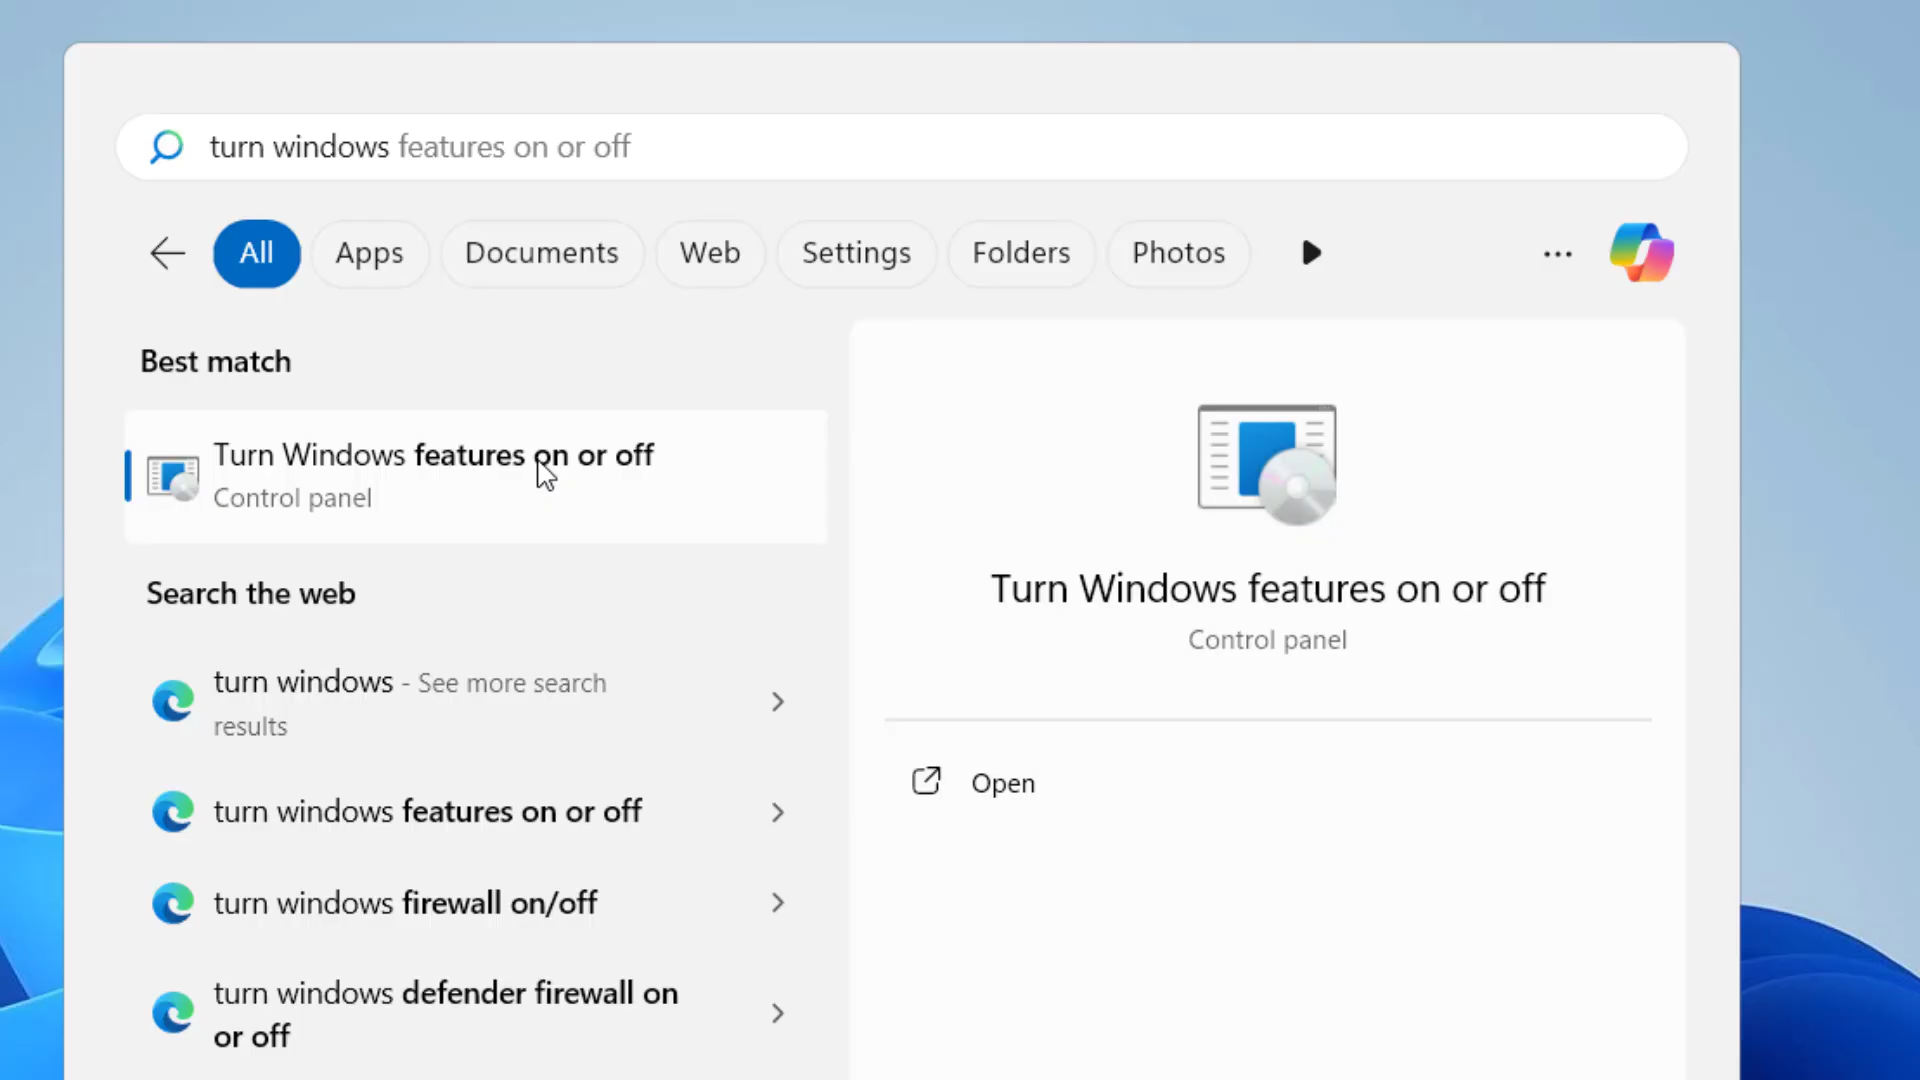 turn windows features on or off
All Apps Documents Web Settings Folders Photos
Best match
Turn Windows features on or off
Control panel
Search the web
turn windows - See more search
results
turn windows features on or off
turn windows firewall on/off
turn windows defender firewall on
or off
Turn Windows features on or off
Control panel
Open